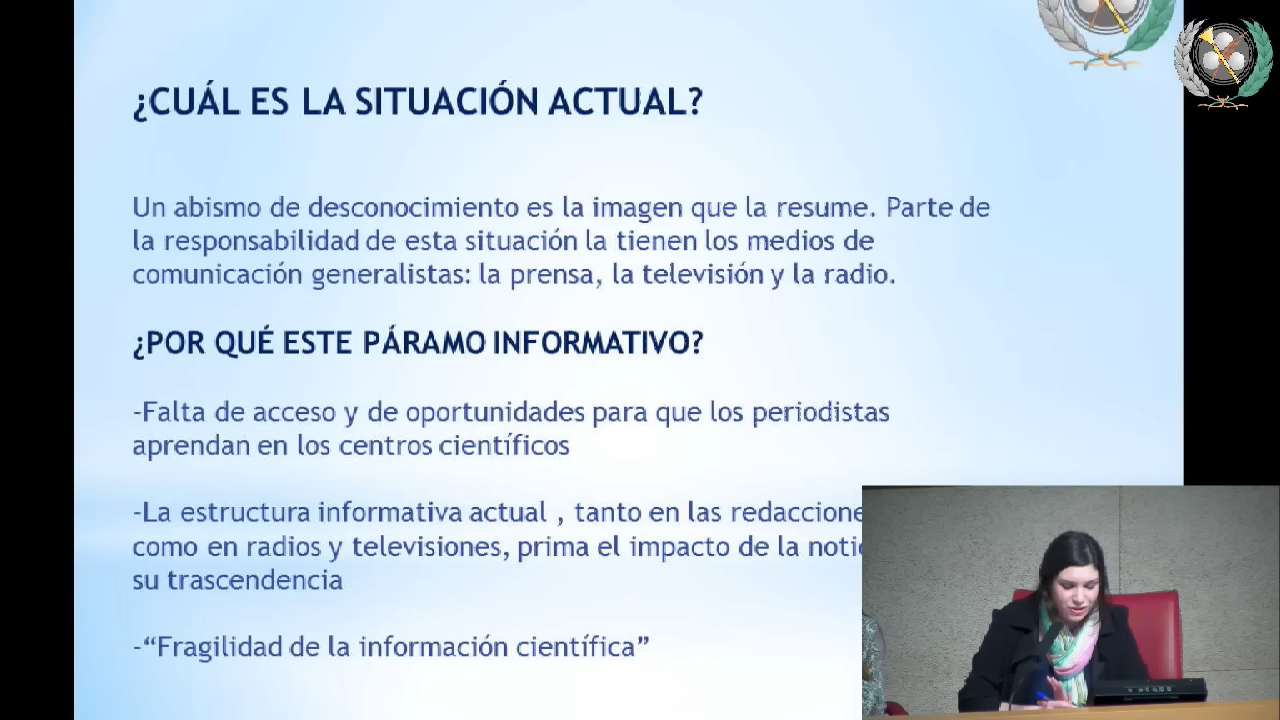 ¿CUÁL ES LA SITUACIÓN ACTUAL?
Un abismo de desconocimiento es la imagen que la resume. Parte de
la responsabilidad de esta situación la tienen los medios de
comunicación generalistas: la prensa, la televisión y la radio.
¿POR QUÉ ESTE PÁRAMO INFORMATIVO?
-Falta de acceso y de oportunidades para que los periodistas
aprendan en los centros científicos
-La estructura informativa actual , tanto en las
como en radios y televisiones, prima el impacto de la
su trascendencia
-“Fragilidad de la información científica”